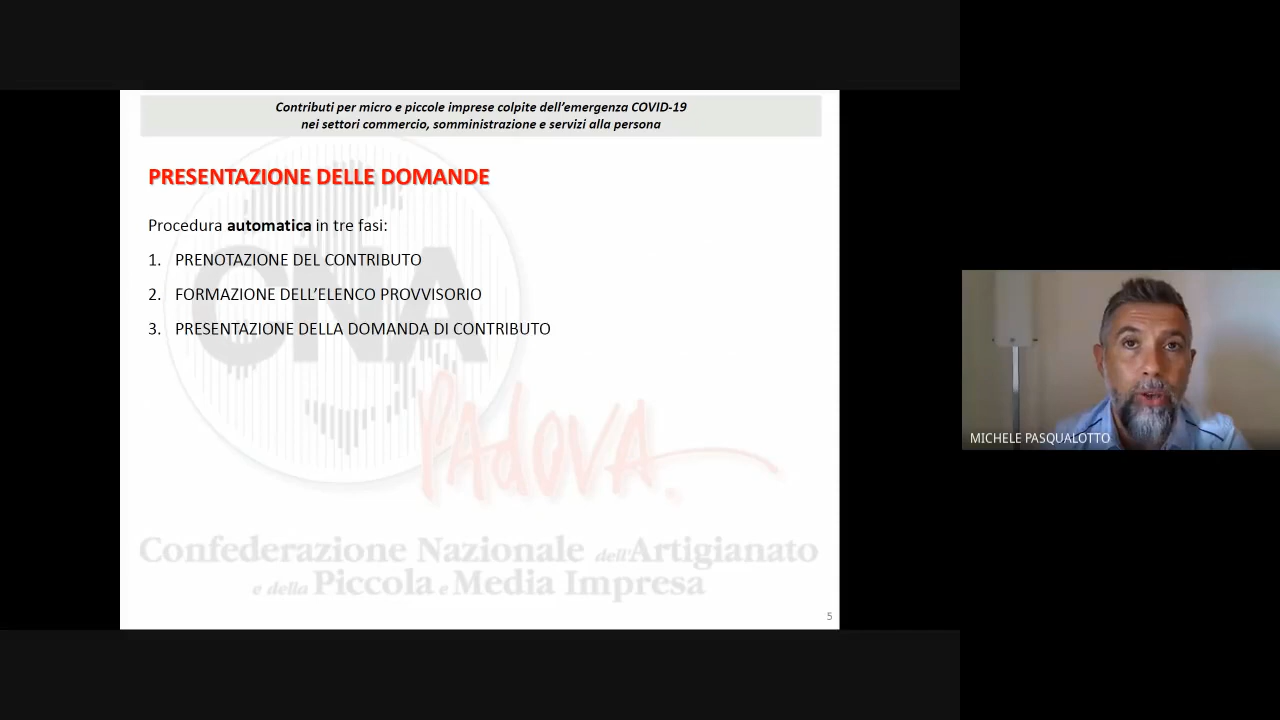 Contributi per micro e piccole imprese colpite dell'emergenza COVID-19
nei settori commercio, somministrazione e servizi alla persona
PRESENTAZIONE DELLE DOMANDE
Procedura automatica in tre fasi:
1. PRENOTAZIONE DEL CONTRIBUTO
2. FORMAZIONE DELL'ELENCO PROVVISORIO
3. PRESENTAZIONE DELLA DOMANDA DI CONTRIBUTO
CNA
PADOVA
Confederazione Nazionale dell'Artigianato
e della Piccola e Media Impresa
5
MICHELE PASQUALOTTO